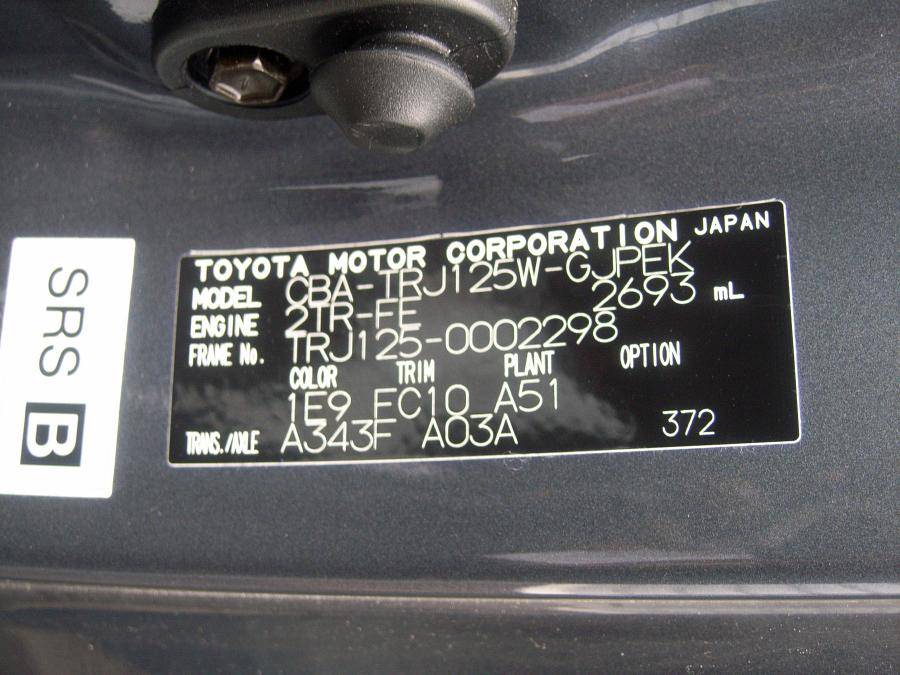 SRS B
TOYOTA MOTOR CORPORATION JAPAN
MODEL CBA-TRJ125W-GJPEK
ENGINE 2TR-FE 2693 mL
FRAME No. TRJ125-0002298
COLOR TRIM PLANT OPTION
1E9 FC10 A51
TRANS./AXLE A343F A03A 372